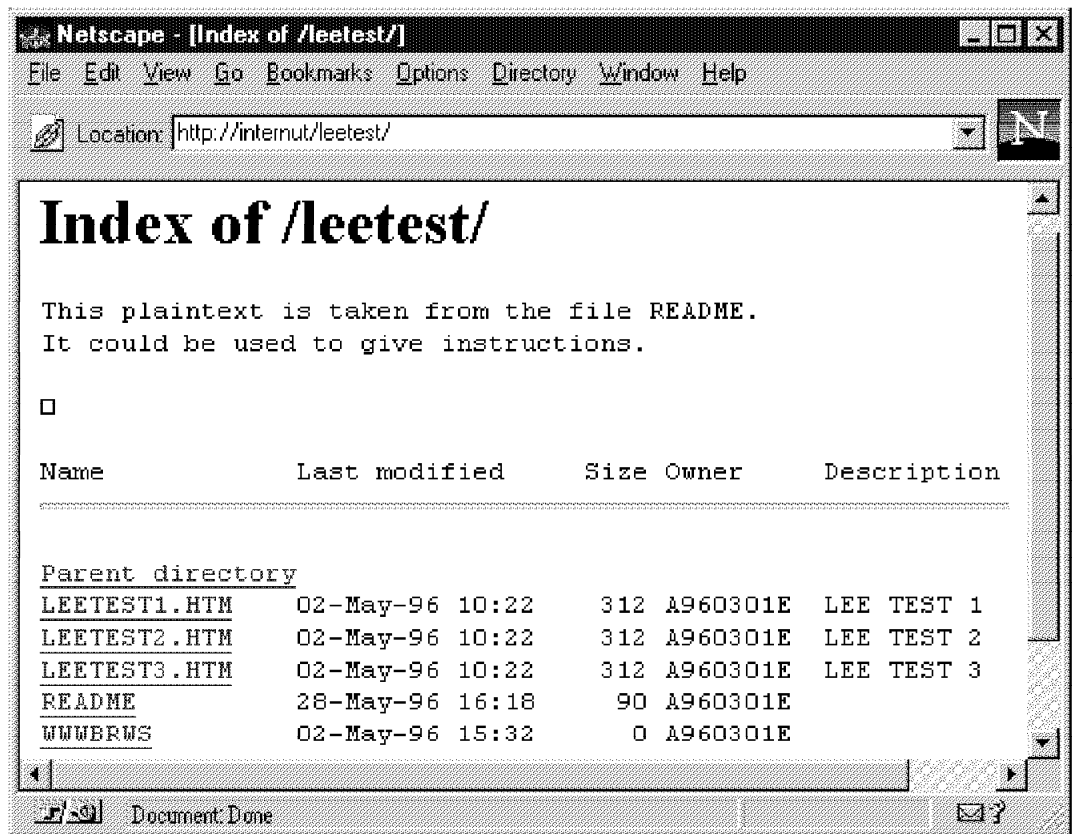 Netscape - [Index of /leetest/]
File Edit View Go Bookmarks Options Directory Window Help
Location: http://internut/leetest/
N
Index of /leetest/
This plaintext is taken from the file README.
It could be used to give instructions.
Name Last modified Size Owner Description
Parent directory
LEETEST1.HTM 02-May-96 10:22 312 A960301E LEE TEST 1
LEETEST2.HTM 02-May-96 10:22 312 A960301E LEE TEST 2
LEETEST3.HTM 02-May-96 10:22 312 A960301E LEE TEST 3
README 28-May-96 16:18 90 A960301E
WWWBRWS 02-May-96 15:32 0 A960301E
Document: Done
?